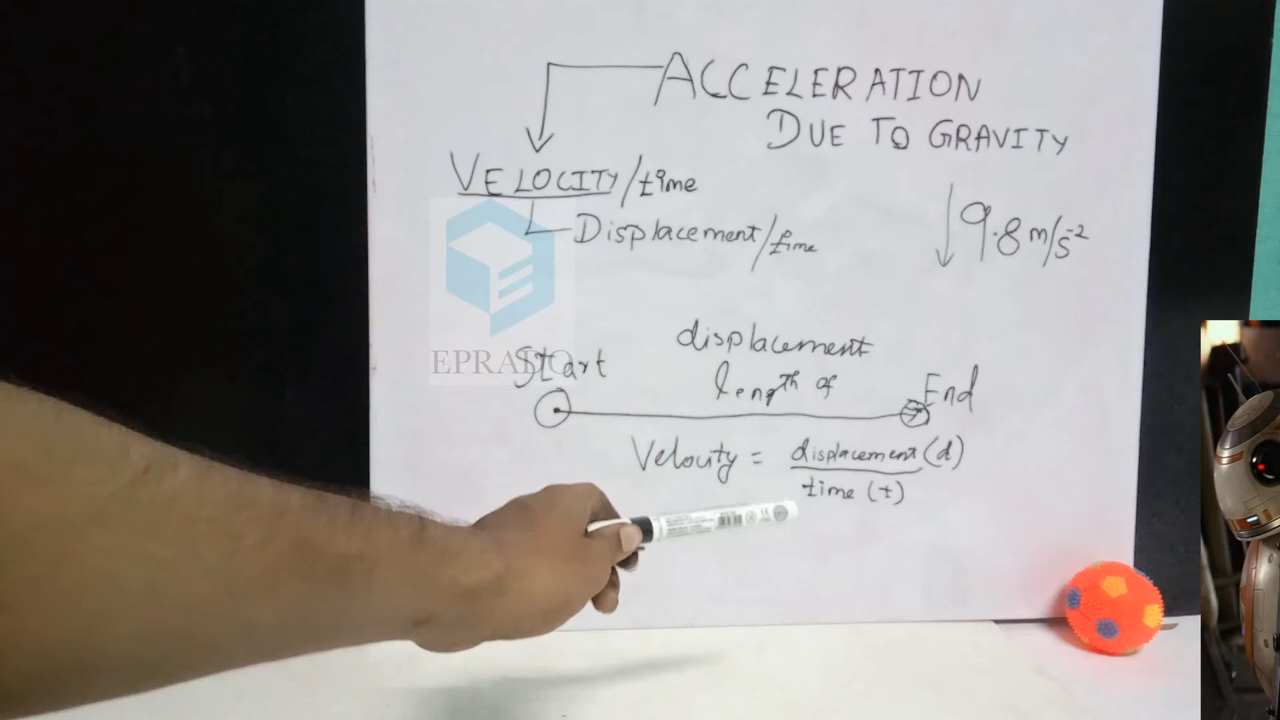 ACCELERATION
DUE TO GRAVITY
VELOCITY/time
Displacement/time
9.8 m/s⁻²
EPRATO
Start
displacement
length of
End
Velocity = displacement (d)
time (t)